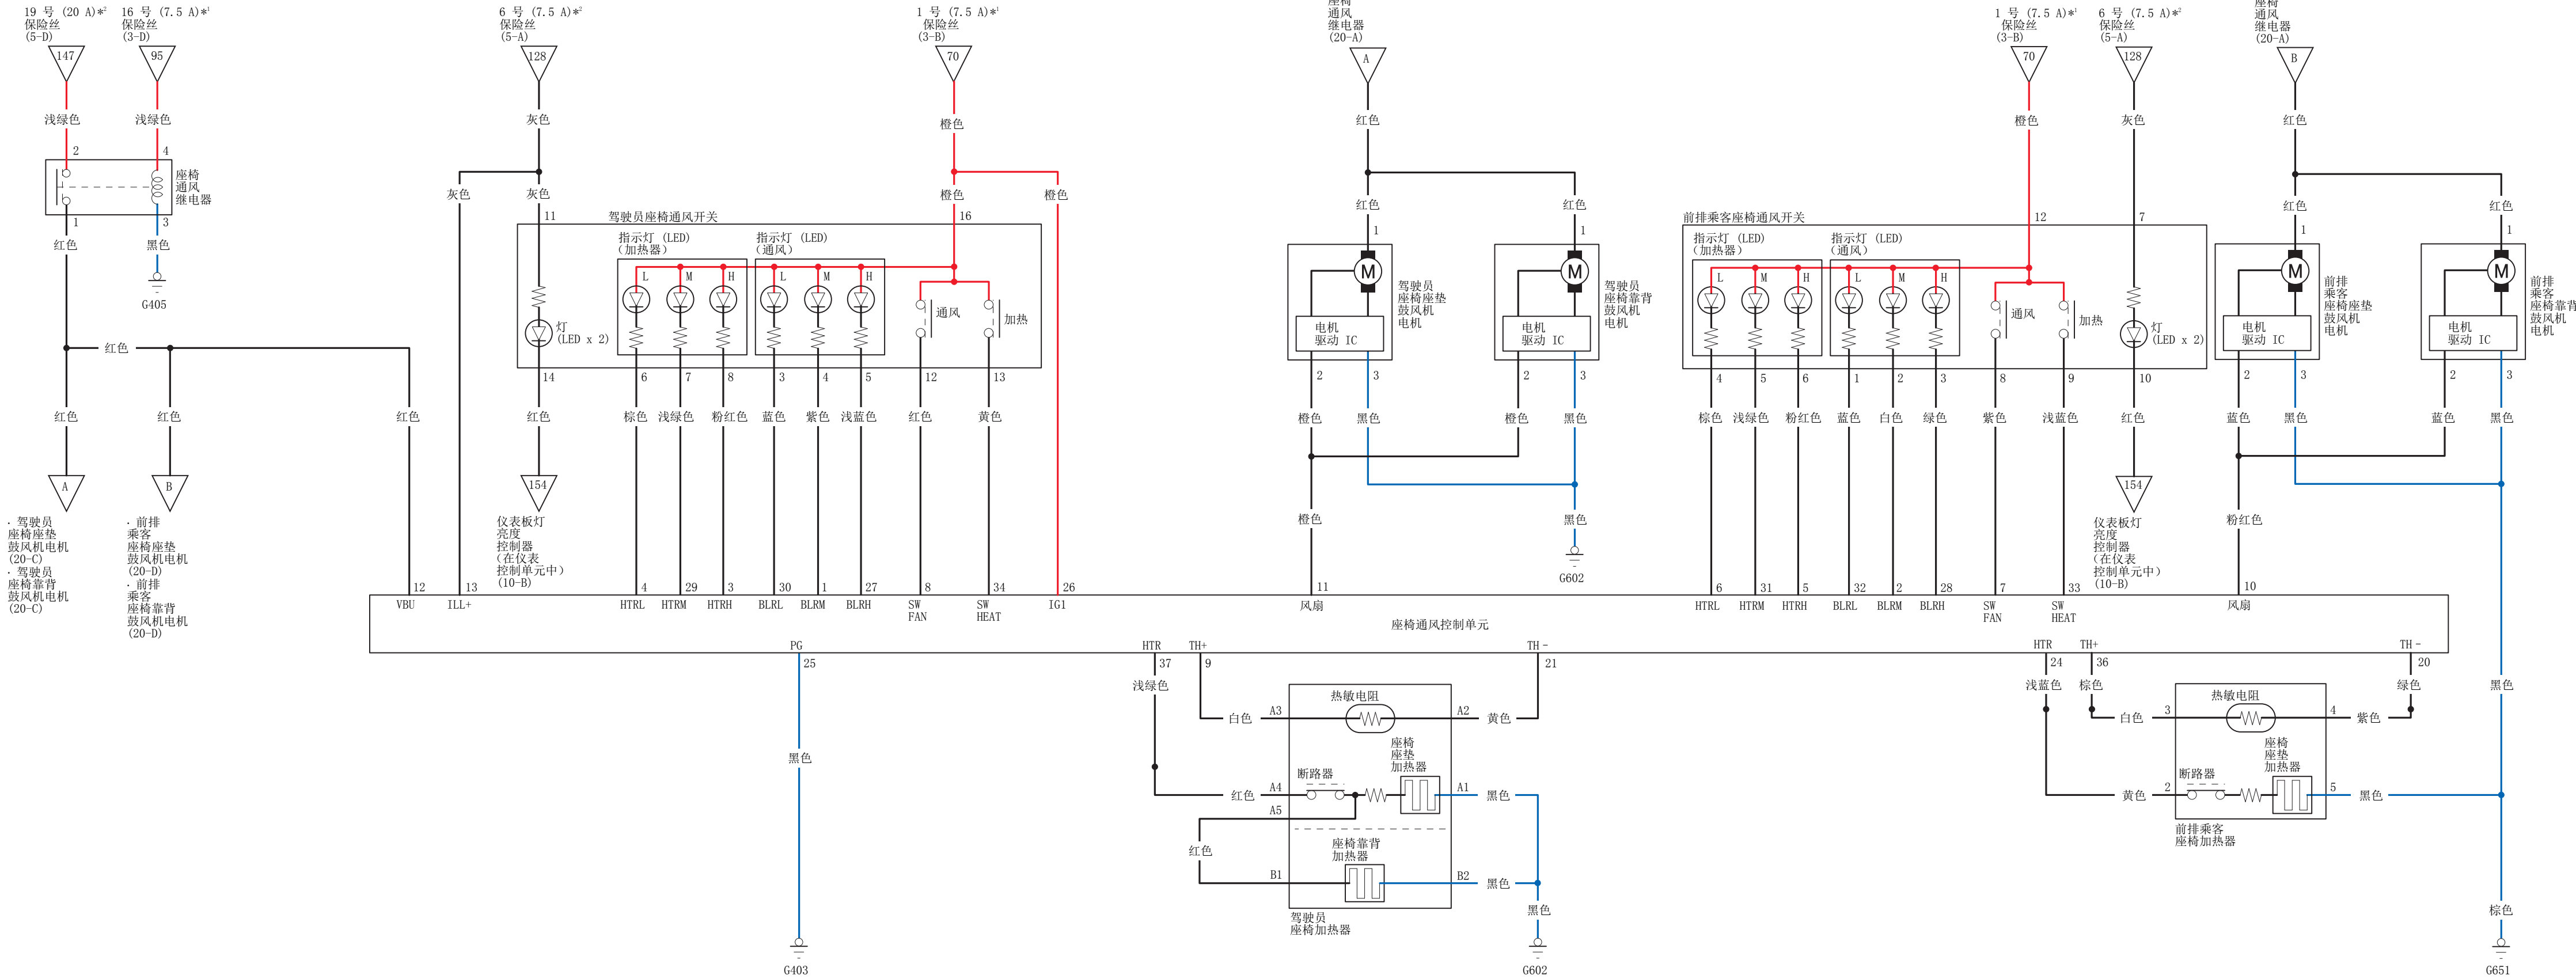 19 号 (20 A)*2
保险丝
(5-D)
147
16 号 (7.5 A)*1
保险丝
(3-D)
95
6 号 (7.5 A)*2
保险丝
(5-A)
128
1 号 (7.5 A)*1
保险丝
(3-B)
70
座椅
通风
继电器
(20-A)
A
1 号 (7.5 A)*1
保险丝
(3-B)
70
6 号 (7.5 A)*2
保险丝
(5-A)
128
座椅
通风
继电器
(20-A)
B
浅绿色
浅绿色
灰色
橙色
红色
橙色
灰色
红色
2
4
座椅
通风
继电器
1
3
红色
黑色
G405
灰色
灰色
橙色
橙色
红色
红色
红色
红色
11
驾驶员座椅通风开关
16
指示灯 (LED)
(加热器)
指示灯 (LED)
(通风)
L
M
H
L
M
H
通风
加热
灯
(LED x 2)
14
6
7
8
3
4
5
12
13
1
M
驾驶员
座椅座垫
鼓风机
电机
电机
驱动 IC
2
3
1
M
驾驶员
座椅靠背
鼓风机
电机
电机
驱动 IC
2
3
前排乘客座椅通风开关
12
7
指示灯 (LED)
(加热器)
指示灯 (LED)
(通风)
L
M
H
L
M
H
通风
加热
灯
(LED x 2)
4
5
6
1
2
3
8
9
10
1
M
前排
乘客
座椅座垫
鼓风机
电机
电机
驱动 IC
2
3
1
M
前排
乘客
座椅靠背
鼓风机
电机
电机
驱动 IC
2
3
红色
红色
红色
红色
红色
棕色
浅绿色
粉红色
蓝色
紫色
浅蓝色
红色
黄色
橙色
黑色
橙色
黑色
棕色
浅绿色
粉红色
蓝色
白色
绿色
紫色
浅蓝色
红色
蓝色
黑色
蓝色
黑色
A
B
154
154
· 驾驶员
座椅座垫
鼓风机电机
(20-C)
· 驾驶员
座椅靠背
鼓风机电机
(20-C)
· 前排
乘客
座椅座垫
鼓风机电机
(20-D)
· 前排
乘客
座椅靠背
鼓风机电机
(20-D)
仪表板灯
亮度
控制器
(在仪表
控制单元中)
(10-B)
橙色
黑色
G602
仪表板灯
亮度
控制器
(在仪表
控制单元中)
(10-B)
粉红色
12
13
4
29
3
30
1
27
8
34
26
11
6
31
5
32
2
28
7
33
10
VBU
ILL+
HTRL
HTRM
HTRH
BLRL
BLRM
BLRH
SW
FAN
SW
HEAT
IG1
风扇
HTRL
HTRM
HTRH
BLRL
BLRM
BLRH
SW
FAN
SW
HEAT
风扇
座椅通风控制单元
PG
HTR
TH+
TH -
HTR
TH+
TH -
25
37
9
21
24
36
20
浅绿色
浅蓝色
棕色
绿色
黑色
黑色
白色
A3
热敏电阻
A2
黄色
座椅
座垫
加热器
断路器
红色
A4
A1
黑色
A5
红色
座椅靠背
加热器
B1
B2
黑色
黑色
驾驶员
座椅加热器
白色
3
热敏电阻
4
紫色
座椅
座垫
加热器
断路器
黄色
2
5
黑色
前排乘客
座椅加热器
棕色
G403
G602
G651